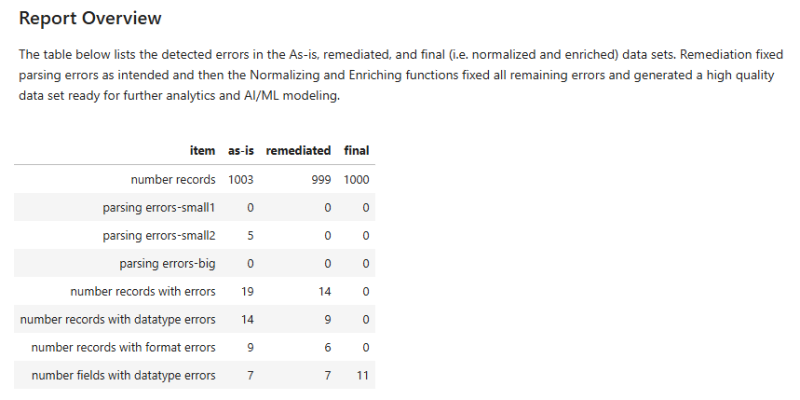 Report Overview
The table below lists the detected errors in the As-is, remediated, and final (i.e. normalized and enriched) data sets. Remediation fixed
parsing errors as intended and then the Normalizing and Enriching functions fixed all remaining errors and generated a high quality
data set ready for further analytics and AI/ML modeling.
item as-is remediated final
number records 1003 999 1000
parsing errors-small1 0 0 0
parsing errors-small2 5 0 0
parsing errors-big 0 0 0
number records with errors 19 14 0
number records with datatype errors 14 9 0
number records with format errors 9 6 0
number fields with datatype errors 7 7 11